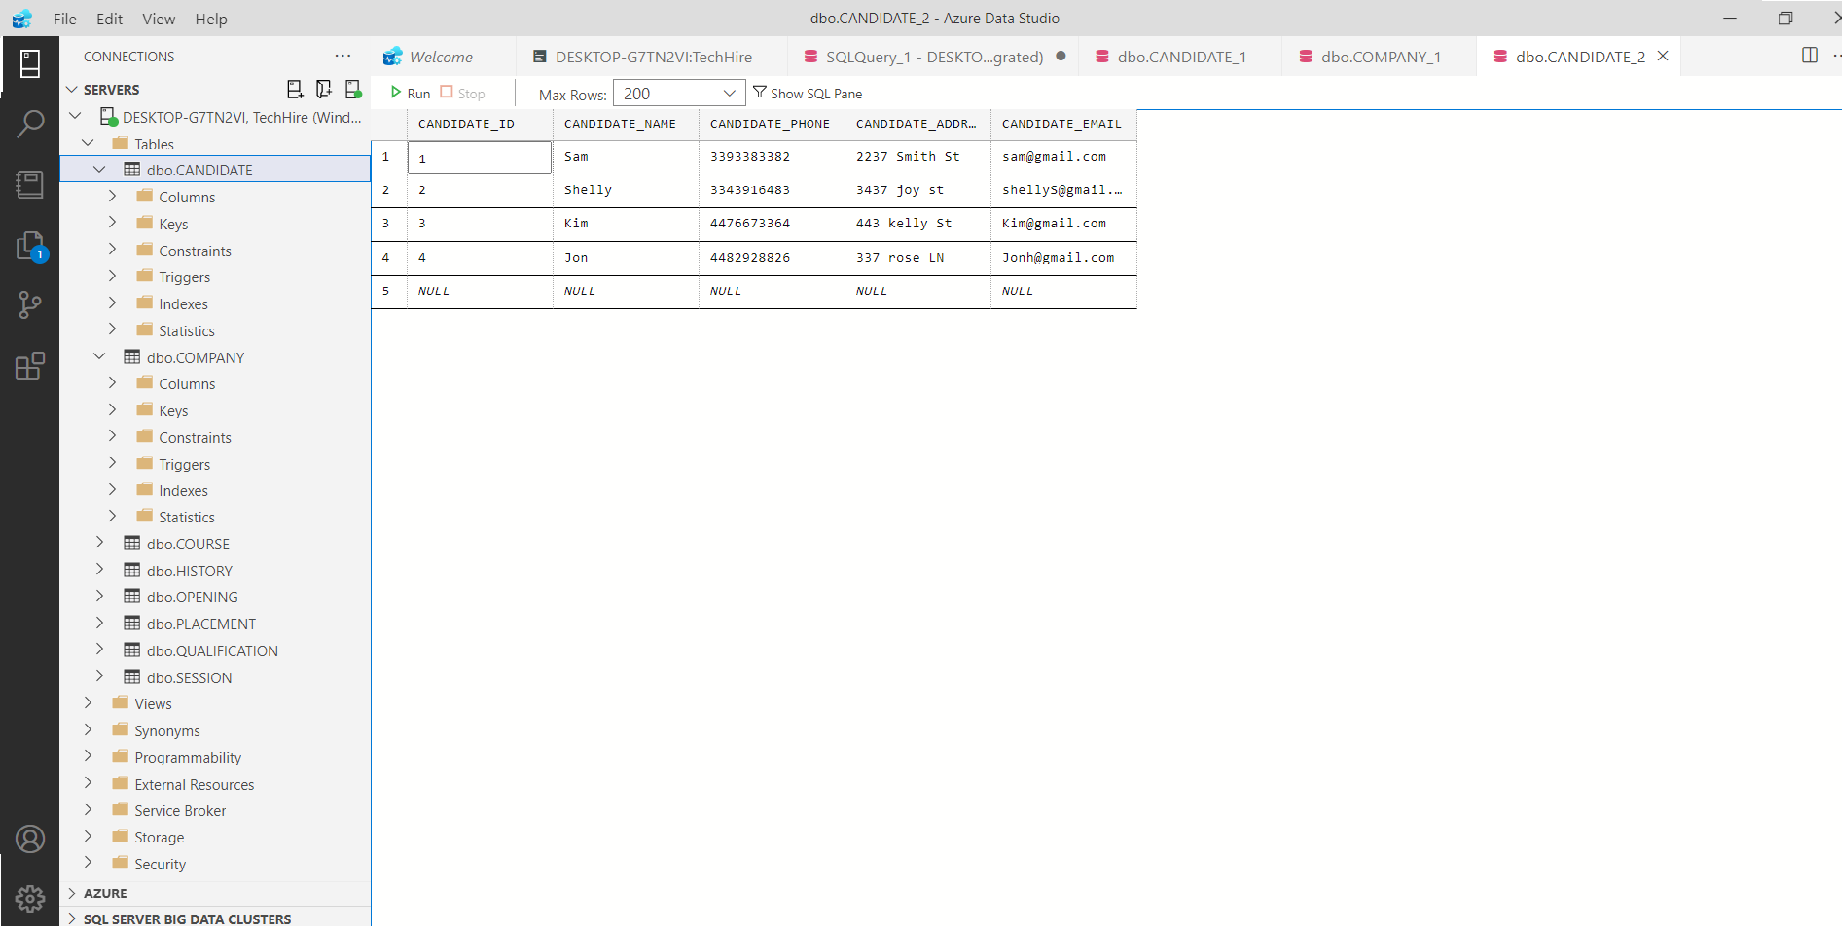 File Edit View Help
dbo.CANDIDATE_2 - Azure Data Studio
CONNECTIONS
Welcome
DESKTOP-G7TN2VI:TechHire
SQLQuery_1 - DESKTO...grated)
dbo.CANDIDATE_1
dbo.COMPANY_1
dbo.CANDIDATE_2
SERVERS
Run Stop Max Rows: 200 Show SQL Pane
DESKTOP-G7TN2VI, TechHire (Wind...
Tables
dbo.CANDIDATE
Columns
Keys
Constraints
Triggers
Indexes
Statistics
dbo.COMPANY
Columns
Keys
Constraints
Triggers
Indexes
Statistics
dbo.COURSE
dbo.HISTORY
dbo.OPENING
dbo.PLACEMENT
dbo.QUALIFICATION
dbo.SESSION
Views
Synonyms
Programmability
External Resources
Service Broker
Storage
Security
AZURE
SQL SERVER BIG DATA CLUSTERS
1
CANDIDATE_ID CANDIDATE_NAME CANDIDATE_PHONE CANDIDATE_ADDR... CANDIDATE_EMAIL
1 1 Sam 3393383382 2237 Smith St sam@gmail.com
2 2 Shelly 3343916483 3437 joy st shellyS@gmail....
3 3 Kim 4476673364 443 kelly St Kim@gmail.com
4 4 Jon 4482928826 337 rose LN Jonh@gmail.com
5 NULL NULL NULL NULL NULL